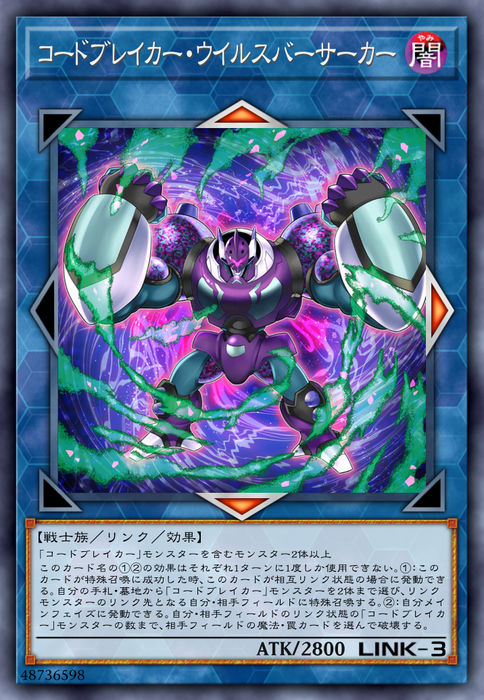 コードブレイカー・ウイルスバーサーカー
やみ
闇
【戦士族／リンク／効果】
「コードブレイカー」モンスターを含むモンスター2体以上
このカード名の①②の効果はそれぞれ1ターンに1度しか使用できない。①：この
カードが特殊召喚に成功した時、このカードが相互リンク状態の場合に発動でき
る。自分の手札・墓地から「コードブレイカー」モンスターを2体まで選び、リンク
モンスターのリンク先となる自分・相手フィールドに特殊召喚する。②：自分メイ
ンフェイズに発動できる。自分・相手フィールドのリンク状態の「コードブレイカー」
モンスターの数まで、相手フィールドの魔法・罠カードを選んで破壊する。
ATK/2800 LINK-3
48736598